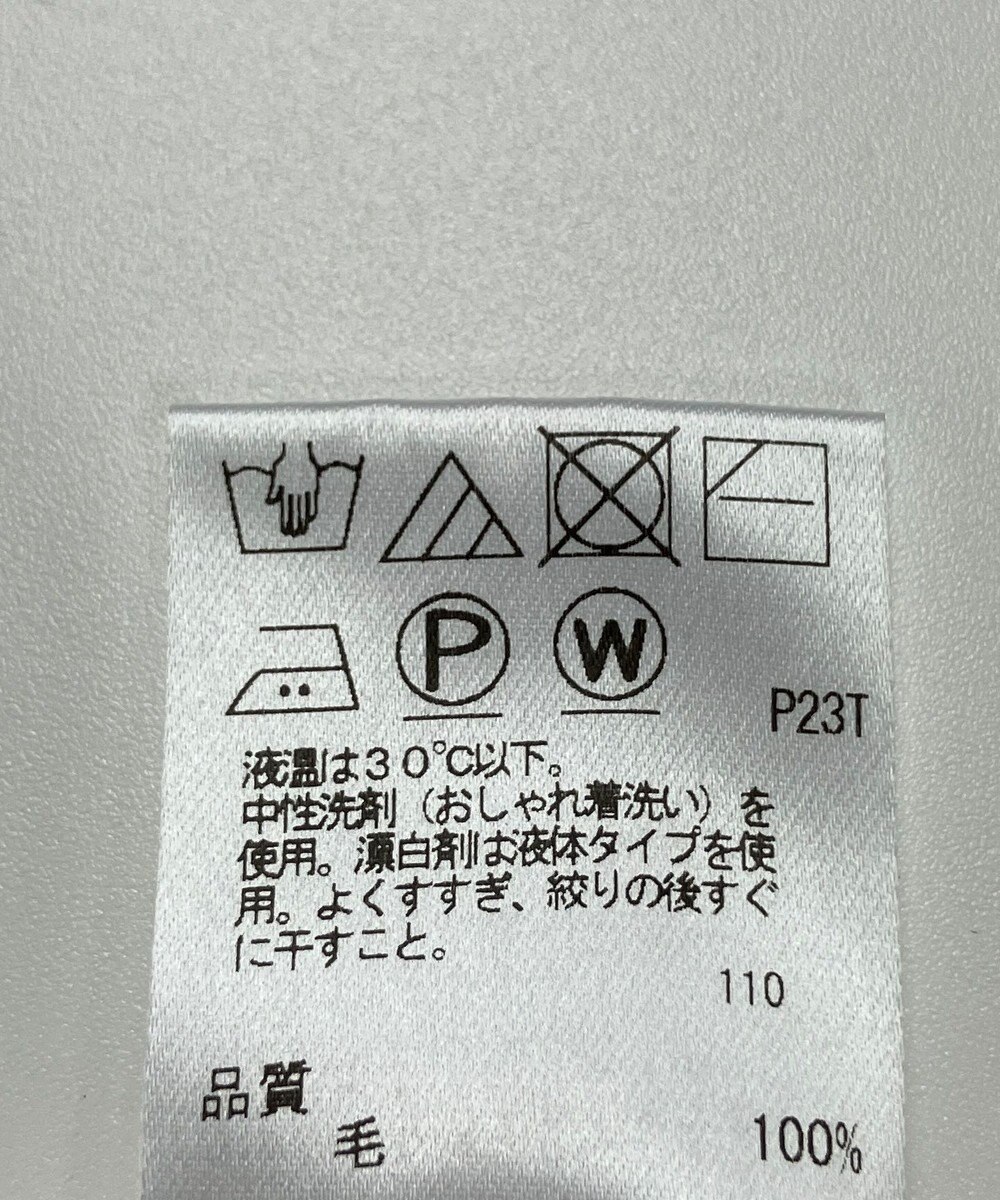 P
W
P23T
液温は30℃以下。
中性洗剤（おしゃれ着洗い）を
使用。漂白剤は液体タイプを使
用。よくすすぎ、絞りの後すぐ
に干すこと。
110
品質
毛 100%